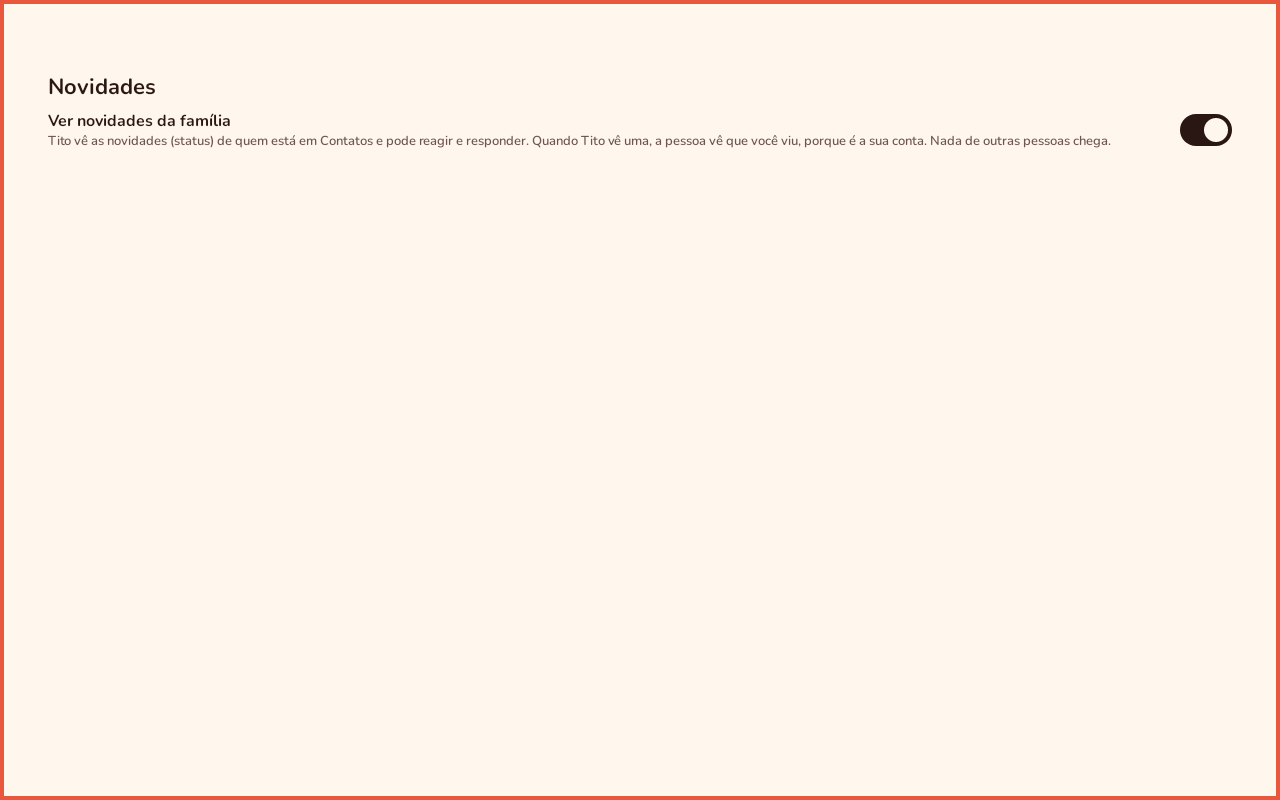 Novidades
Ver novidades da família
Tito vê as novidades (status) de quem está em Contatos e pode reagir e responder. Quando Tito vê uma, a pessoa vê que você viu, porque é a sua conta. Nada de outras pessoas chega.